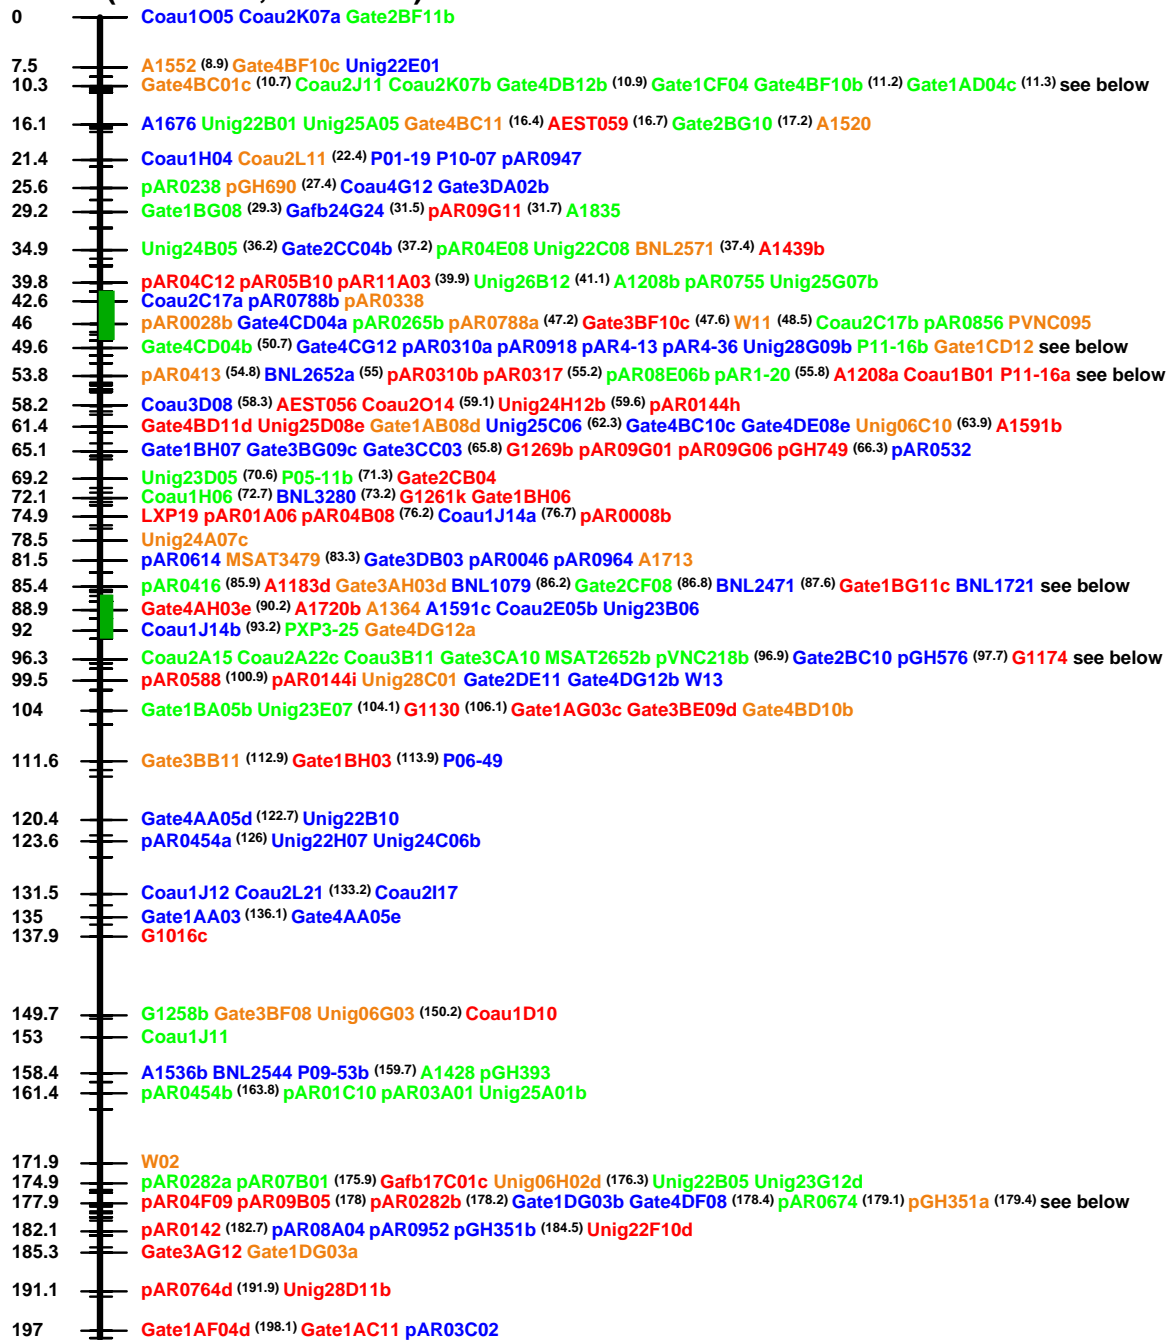 0 Coau1O05 Coau2K07a Gate2BF11b
7.5 A1552 (8.9) Gate4BF10c Unig22E01
10.3 Gate4BC01c (10.7) Coau2J11 Coau2K07b Gate4DB12b (10.9) Gate1CF04 Gate4BF10b (11.2) Gate1AD04c (11.3) see below
16.1 A1676 Unig22B01 Unig25A05 Gate4BC11 (16.4) AEST059 (16.7) Gate2BG10 (17.2) A1520
21.4 Coau1H04 Coau2L11 (22.4) P01-19 P10-07 pAR0947
25.6 pAR0238 pGH690 (27.4) Coau4G12 Gate3DA02b
29.2 Gate1BG08 (29.3) Gafb24G24 (31.5) pAR09G11 (31.7) A1835
34.9 Unig24B05 (36.2) Gate2CC04b (37.2) pAR04E08 Unig22C08 BNL2571 (37.4) A1439b
39.8 pAR04C12 pAR05B10 pAR11A03 (39.9) Unig26B12 (41.1) A1208b pAR0755 Unig25G07b
42.6 Coau2C17a pAR0788b pAR0338
46 pAR0028b Gate4CD04a pAR0265b pAR0788a (47.2) Gate3BF10c (47.6) W11 (48.5) Coau2C17b pAR0856 PVNC095
49.6 Gate4CD04b (50.7) Gate4CG12 pAR0310a pAR0918 pAR4-13 pAR4-36 Unig28G09b P11-16b Gate1CD12 see below
53.8 pAR0413 (54.8) BNL2652a (55) pAR0310b pAR0317 (55.2) pAR08E06b pAR1-20 (55.8) A1208a Coau1B01 P11-16a see below
58.2 Coau3D08 (58.3) AEST056 Coau2O14 (59.1) Unig24H12b (59.6) pAR0144h
61.4 Gate4BD11d Unig25D08e Gate1AB08d Unig25C06 (62.3) Gate4BC10c Gate4DE08e Unig06C10 (63.9) A1591b
65.1 Gate1BH07 Gate3BG09c Gate3CC03 (65.8) G1269b pAR09G01 pAR09G06 pGH749 (66.3) pAR0532
69.2 Unig23D05 (70.6) P05-11b (71.3) Gate2CB04
72.1 Coau1H06 (72.7) BNL3280 (73.2) G1261k Gate1BH06
74.9 LXP19 pAR01A06 pAR04B08 (76.2) Coau1J14a (76.7) pAR0008b
78.5 Unig24A07c
81.5 pAR0614 MSAT3479 (83.3) Gate3DB03 pAR0046 pAR0964 A1713
85.4 pAR0416 (85.9) A1183d Gate3AH03d BNL1079 (86.2) Gate2CF08 (86.8) BNL2471 (87.6) Gate1BG11c BNL1721 see below
88.9 Gate4AH03e (90.2) A1720b A1364 A1591c Coau2E05b Unig23B06
92 Coau1J14b (93.2) PXP3-25 Gate4DG12a
96.3 Coau2A15 Coau2A22c Coau3B11 Gate3CA10 MSAT2652b pVNC218b (96.9) Gate2BC10 pGH576 (97.7) G1174 see below
99.5 pAR0588 (100.9) pAR0144i Unig28C01 Gate2DE11 Gate4DG12b W13
104 Gate1BA05b Unig23E07 (104.1) G1130 (106.1) Gate1AG03c Gate3BE09d Gate4BD10b
111.6 Gate3BB11 (112.9) Gate1BH03 (113.9) P06-49
120.4 Gate4AA05d (122.7) Unig22B10
123.6 pAR0454a (126) Unig22H07 Unig24C06b
131.5 Coau1J12 Coau2L21 (133.2) Coau2I17
135 Gate1AA03 (136.1) Gate4AA05e
137.9 G1016c
149.7 G1258b Gate3BF08 Unig06G03 (150.2) Coau1D10
153 Coau1J11
158.4 A1536b BNL2544 P09-53b (159.7) A1428 pGH393
161.4 pAR0454b (163.8) pAR01C10 pAR03A01 Unig25A01b
171.9 W02
174.9 pAR0282a pAR07B01 (175.9) Gafb17C01c Unig06H02d (176.3) Unig22B05 Unig23G12d
177.9 pAR04F09 pAR09B05 (178) pAR0282b (178.2) Gate1DG03b Gate4DF08 (178.4) pAR0674 (179.1) pGH351a (179.4) see below
182.1 pAR0142 (182.7) pAR08A04 pAR0952 pGH351b (184.5) Unig22F10d
185.3 Gate3AG12 Gate1DG03a
191.1 pAR0764d (191.9) Unig28D11b
197 Gate1AF04d (198.1) Gate1AC11 pAR03C02